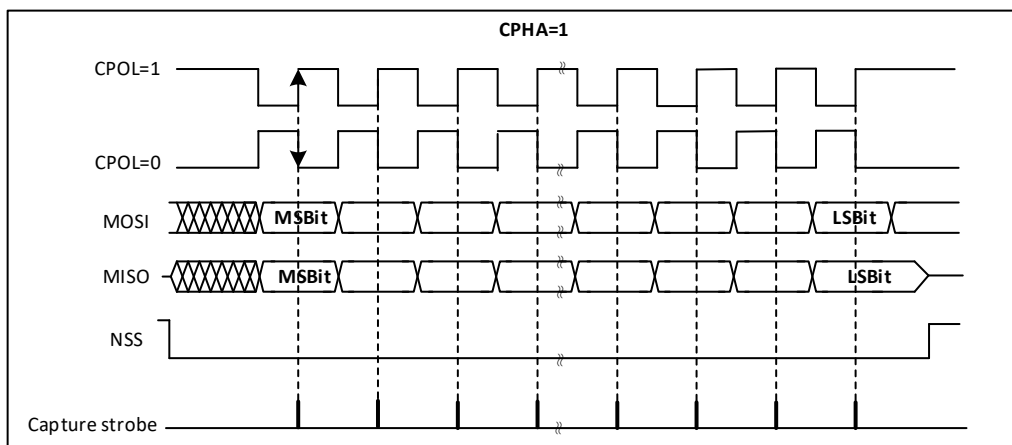 CPHA=1
CPOL=1
CPOL=0
MOSI MSBit LSBit
MISO MSBit LSBit
NSS
Capture strobe